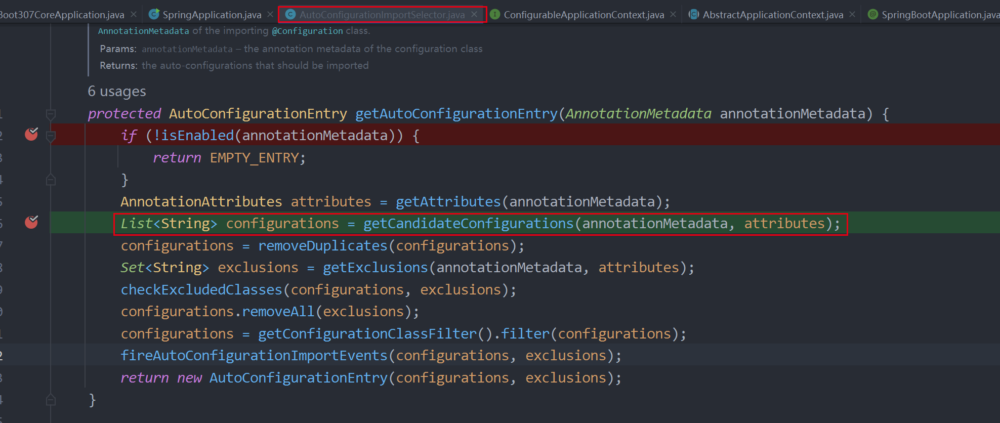 Boot307CoreApplication.java SpringApplication.java AutoConfigurationImportSelector.java ConfigurableApplicationContext.java AbstractApplicationContext.java SpringBootApplication.java
AnnotationMetadata of the importing @Configuration class.
Params: annotationMetadata – the annotation metadata of the configuration class
Returns: the auto-configurations that should be imported
6 usages
protected AutoConfigurationEntry getAutoConfigurationEntry(AnnotationMetadata annotationMetadata) {
if (!isEnabled(annotationMetadata)) {
return EMPTY_ENTRY;
}
AnnotationAttributes attributes = getAttributes(annotationMetadata);
List<String> configurations = getCandidateConfigurations(annotationMetadata, attributes);
configurations = removeDuplicates(configurations);
Set<String> exclusions = getExclusions(annotationMetadata, attributes);
checkExcludedClasses(configurations, exclusions);
configurations.removeAll(exclusions);
configurations = getConfigurationClassFilter().filter(configurations);
fireAutoConfigurationImportEvents(configurations, exclusions);
return new AutoConfigurationEntry(configurations, exclusions);
}